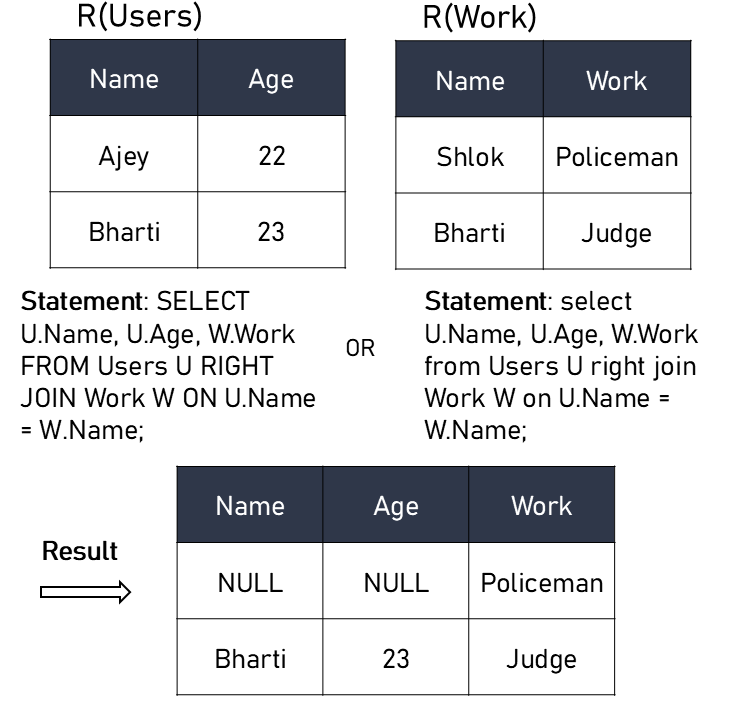 R(Users)
R(Work)
Name Age
Ajey 22
Bharti 23
Name Work
Shlok Policeman
Bharti Judge
Statement: SELECT
U.Name, U.Age, W.Work
FROM Users U RIGHT
JOIN Work W ON U.Name
= W.Name;
OR
Statement: select
U.Name, U.Age, W.Work
from Users U right join
Work W on U.Name =
W.Name;
Result
Name Age Work
NULL NULL Policeman
Bharti 23 Judge